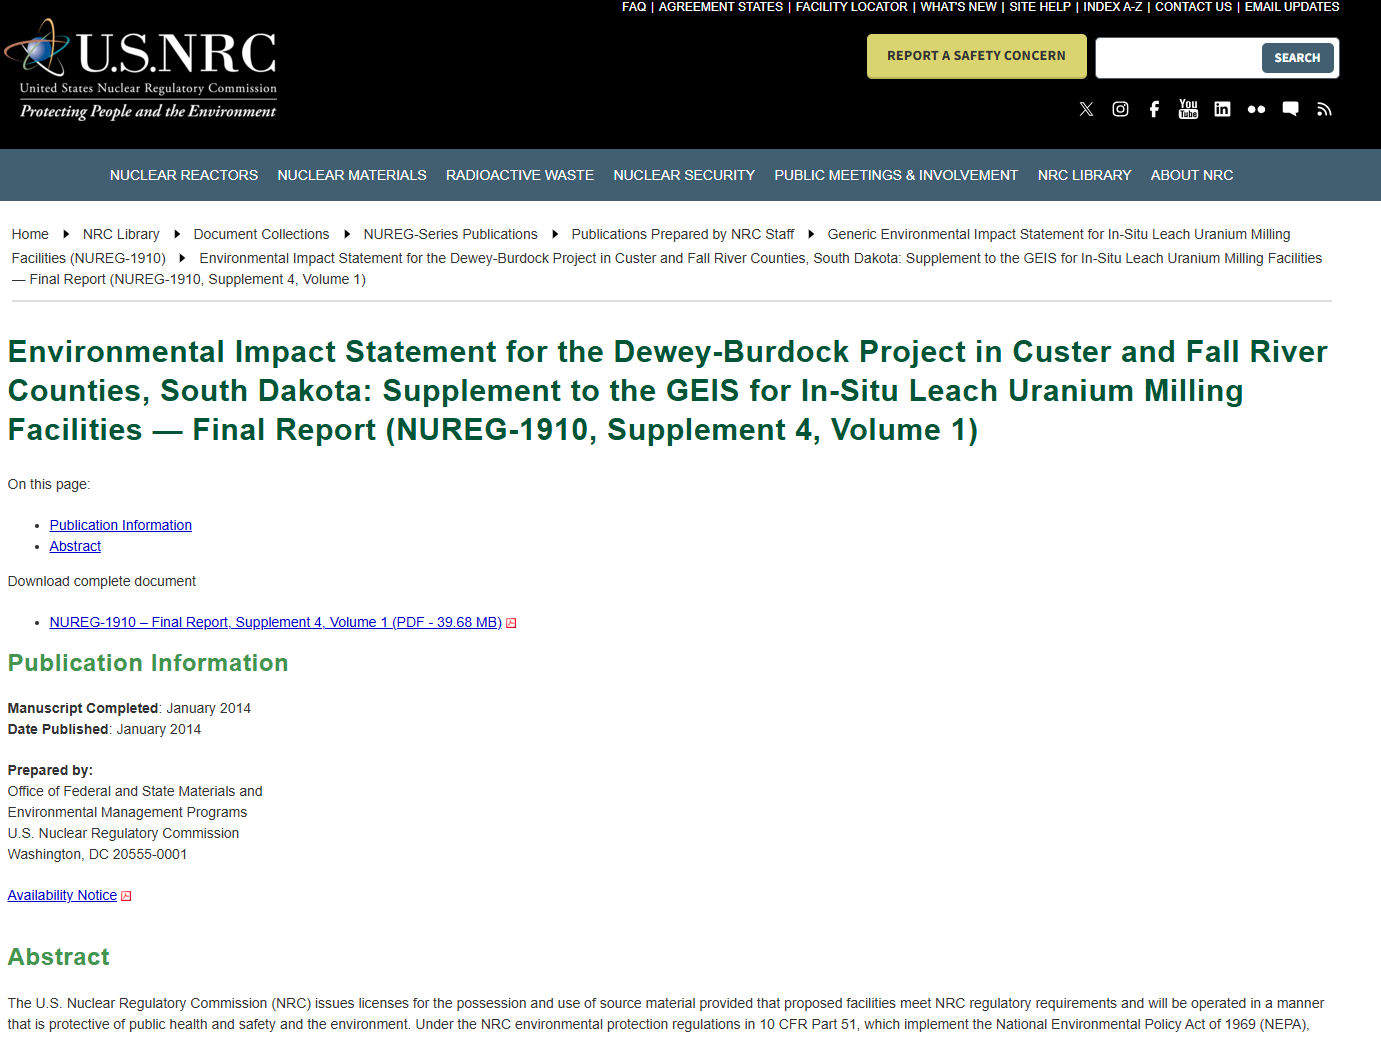 FAQ | AGREEMENT STATES | FACILITY LOCATOR | WHAT'S NEW | SITE HELP | INDEX A-Z | CONTACT US | EMAIL UPDATES
U.S.NRC
United States Nuclear Regulatory Commission
Protecting People and the Environment
REPORT A SAFETY CONCERN
SEARCH
You
Tube
in
NUCLEAR REACTORS NUCLEAR MATERIALS RADIOACTIVE WASTE NUCLEAR SECURITY PUBLIC MEETINGS & INVOLVEMENT NRC LIBRARY ABOUT NRC
Home NRC Library Document Collections NUREG-Series Publications Publications Prepared by NRC Staff Generic Environmental Impact Statement for In-Situ Leach Uranium Milling
Facilities (NUREG-1910) Environmental Impact Statement for the Dewey-Burdock Project in Custer and Fall River Counties, South Dakota: Supplement to the GEIS for In-Situ Leach Uranium Milling Facilities
— Final Report (NUREG-1910, Supplement 4, Volume 1)
Environmental Impact Statement for the Dewey-Burdock Project in Custer and Fall River
Counties, South Dakota: Supplement to the GEIS for In-Situ Leach Uranium Milling
Facilities — Final Report (NUREG-1910, Supplement 4, Volume 1)
On this page:
• Publication Information
• Abstract
Download complete document
• NUREG-1910 – Final Report, Supplement 4, Volume 1 (PDF - 39.68 MB)
Publication Information
Manuscript Completed: January 2014
Date Published: January 2014
Prepared by:
Office of Federal and State Materials and
Environmental Management Programs
U.S. Nuclear Regulatory Commission
Washington, DC 20555-0001
Availability Notice
Abstract
The U.S. Nuclear Regulatory Commission (NRC) issues licenses for the possession and use of source material provided that proposed facilities meet NRC regulatory requirements and will be operated in a manner
that is protective of public health and safety and the environment. Under the NRC environmental protection regulations in 10 CFR Part 51, which implement the National Environmental Policy Act of 1969 (NEPA),